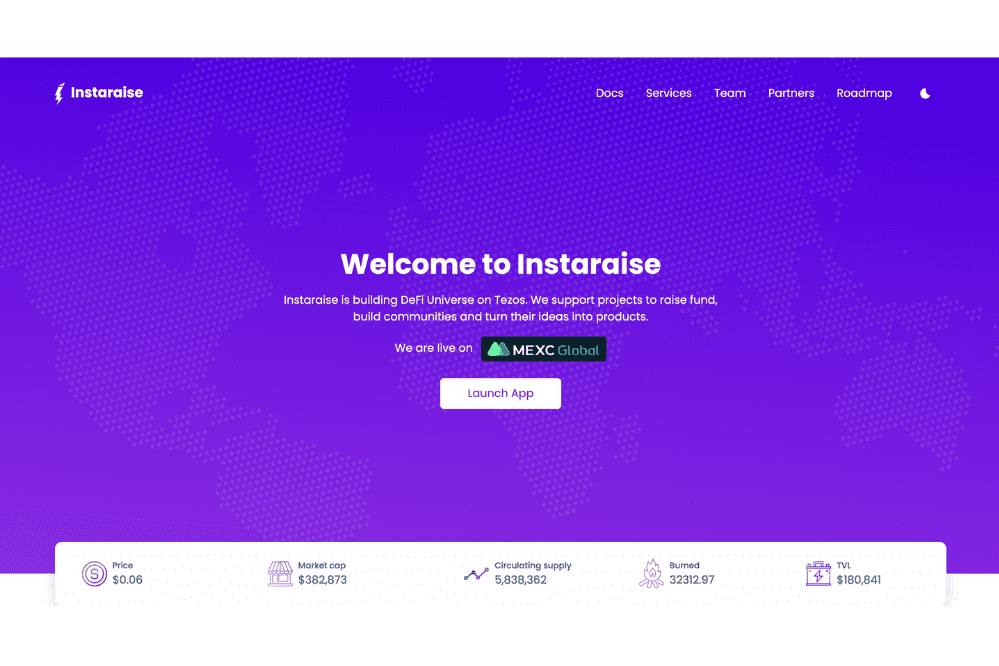 Instaraise
Docs Services Team Partners Roadmap
Welcome to Instaraise
Instaraise is building DeFi Universe on Tezos. We support projects to raise fund,
build communities and turn their ideas into products.
We are live on MEXC Global
Launch App
Price Market cap Circulating supply Burned TVL
$0.06 $382,873 5,838,362 32312.97 $180,841